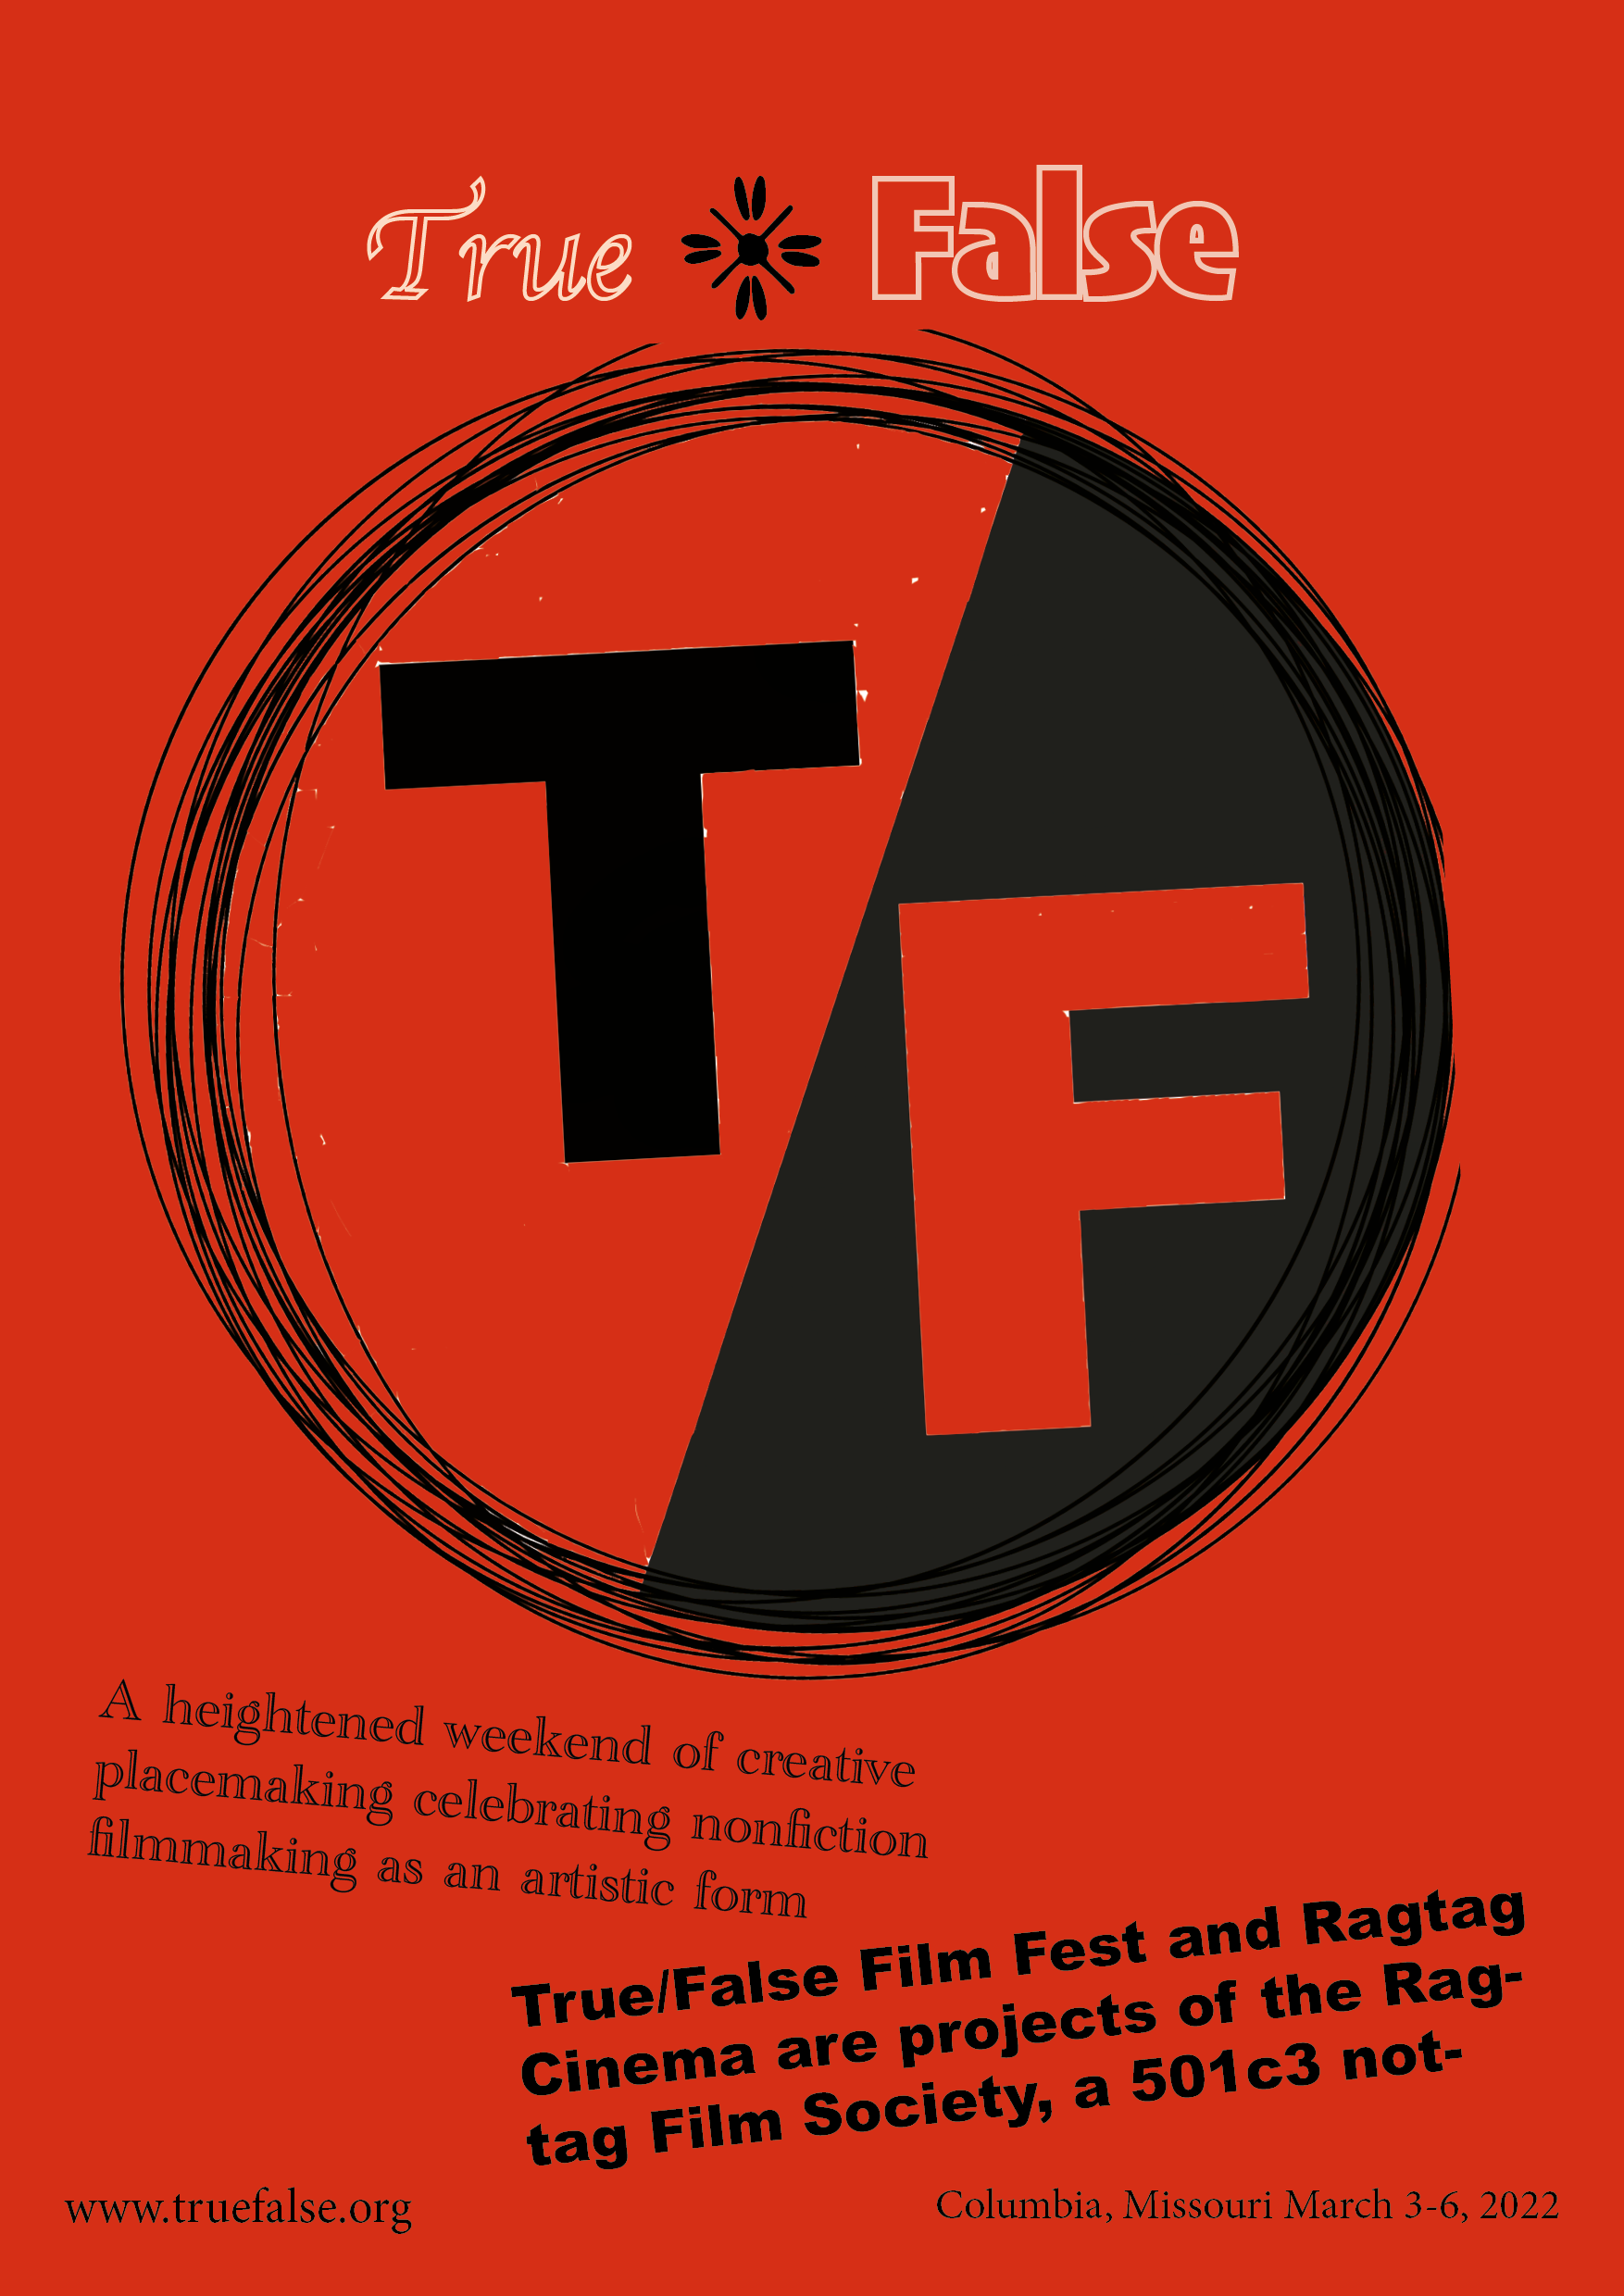 True False
T
F
A heightened weekend of creative
placemaking celebrating nonfiction
filmmaking as an artistic form
True/False Film Fest and Ragtag
Cinema are projects of the Rag-
tag Film Society, a 501c3 not-
www.truefalse.org
Columbia, Missouri March 3-6, 2022